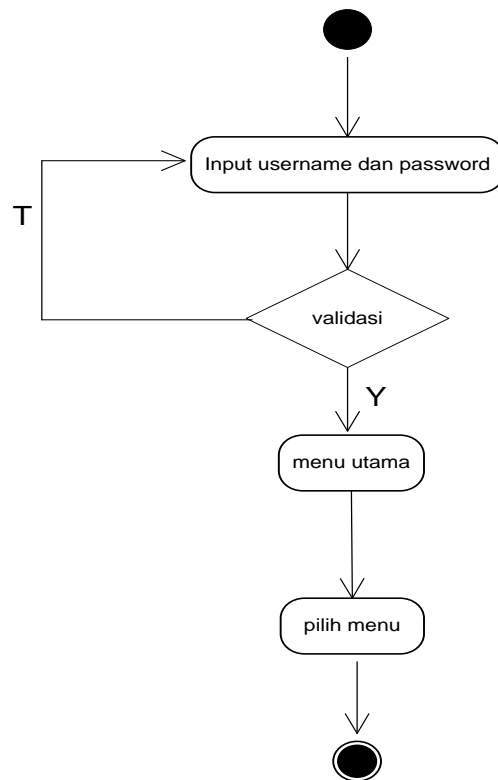 Input username dan password
T
validasi
Y
menu utama
pilih menu